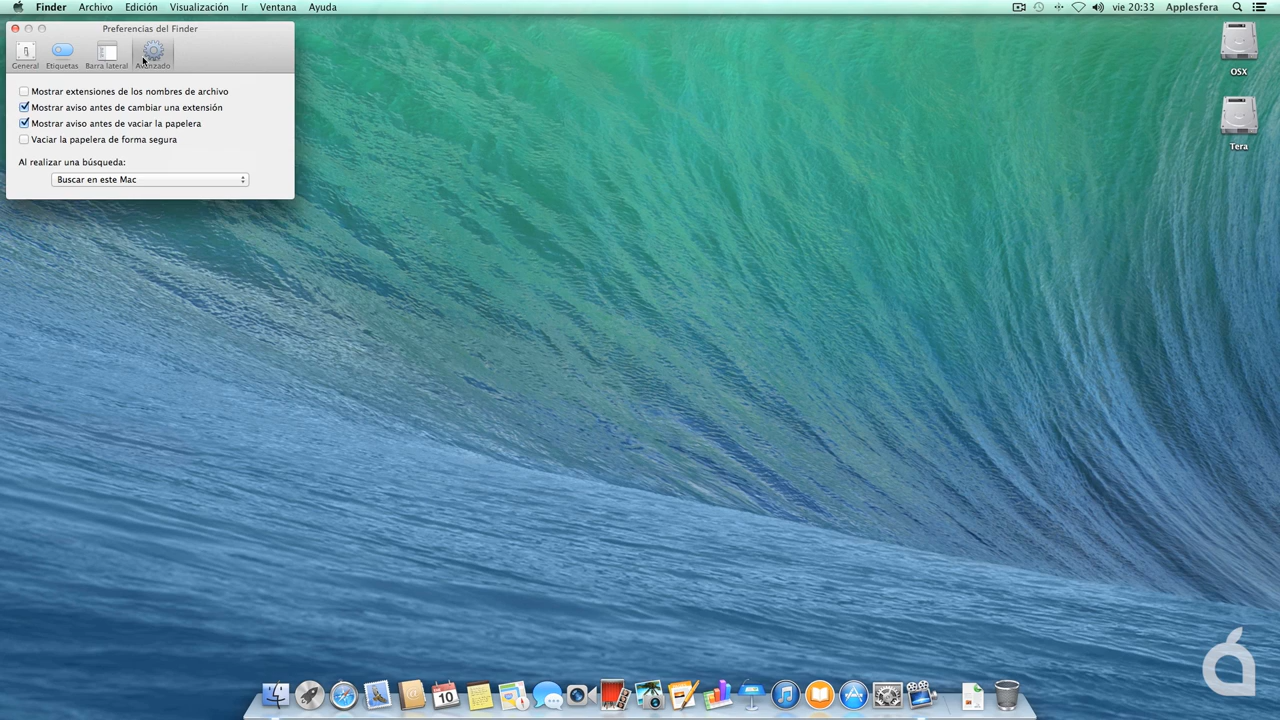 Finder Archivo Edición Visualización Ir Ventana Ayuda vie 20:33 Applesfera
Preferencias del Finder
General Etiquetas Barra lateral Avanzado
Mostrar extensiones de los nombres de archivo
Mostrar aviso antes de cambiar una extensión
Mostrar aviso antes de vaciar la papelera
Vaciar la papelera de forma segura
Al realizar una búsqueda:
Buscar en este Mac
OSX
Tera
10